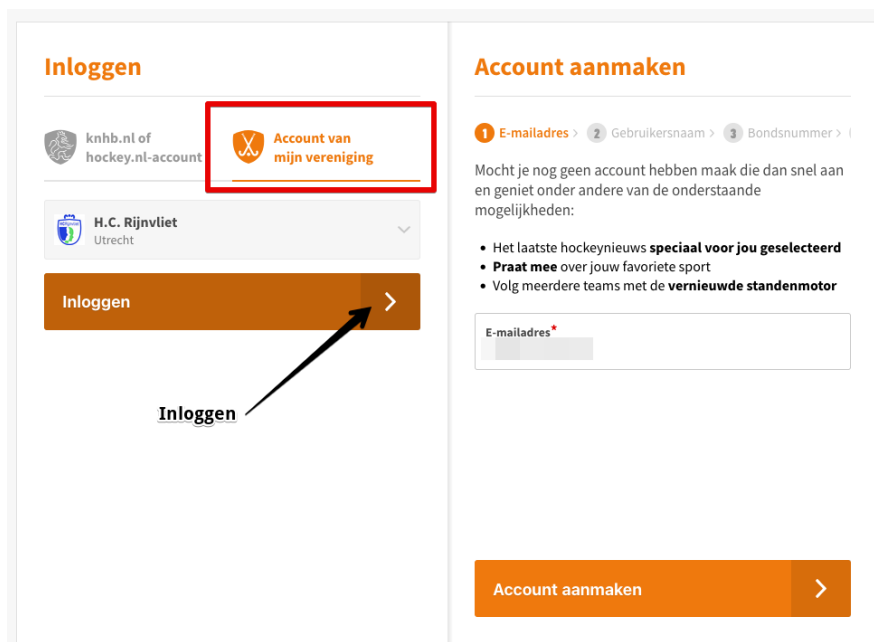 Inloggen
knhb.nl of
hockey.nl-account
Account van
mijn vereniging
H.C. Rijnvliet
Utrecht
Inloggen
Inloggen
Account aanmaken
1 E-mailadres > 2 Gebruikersnaam > 3 Bondsnummer >
Mocht je nog geen account hebben maak die dan snel aan
en geniet onder andere van de onderstaande
mogelijkheden:
• Het laatste hockeynieuws speciaal voor jou geselecteerd
• Praat mee over jouw favoriete sport
• Volg meerdere teams met de vernieuwde standenmotor
E-mailadres*
Account aanmaken